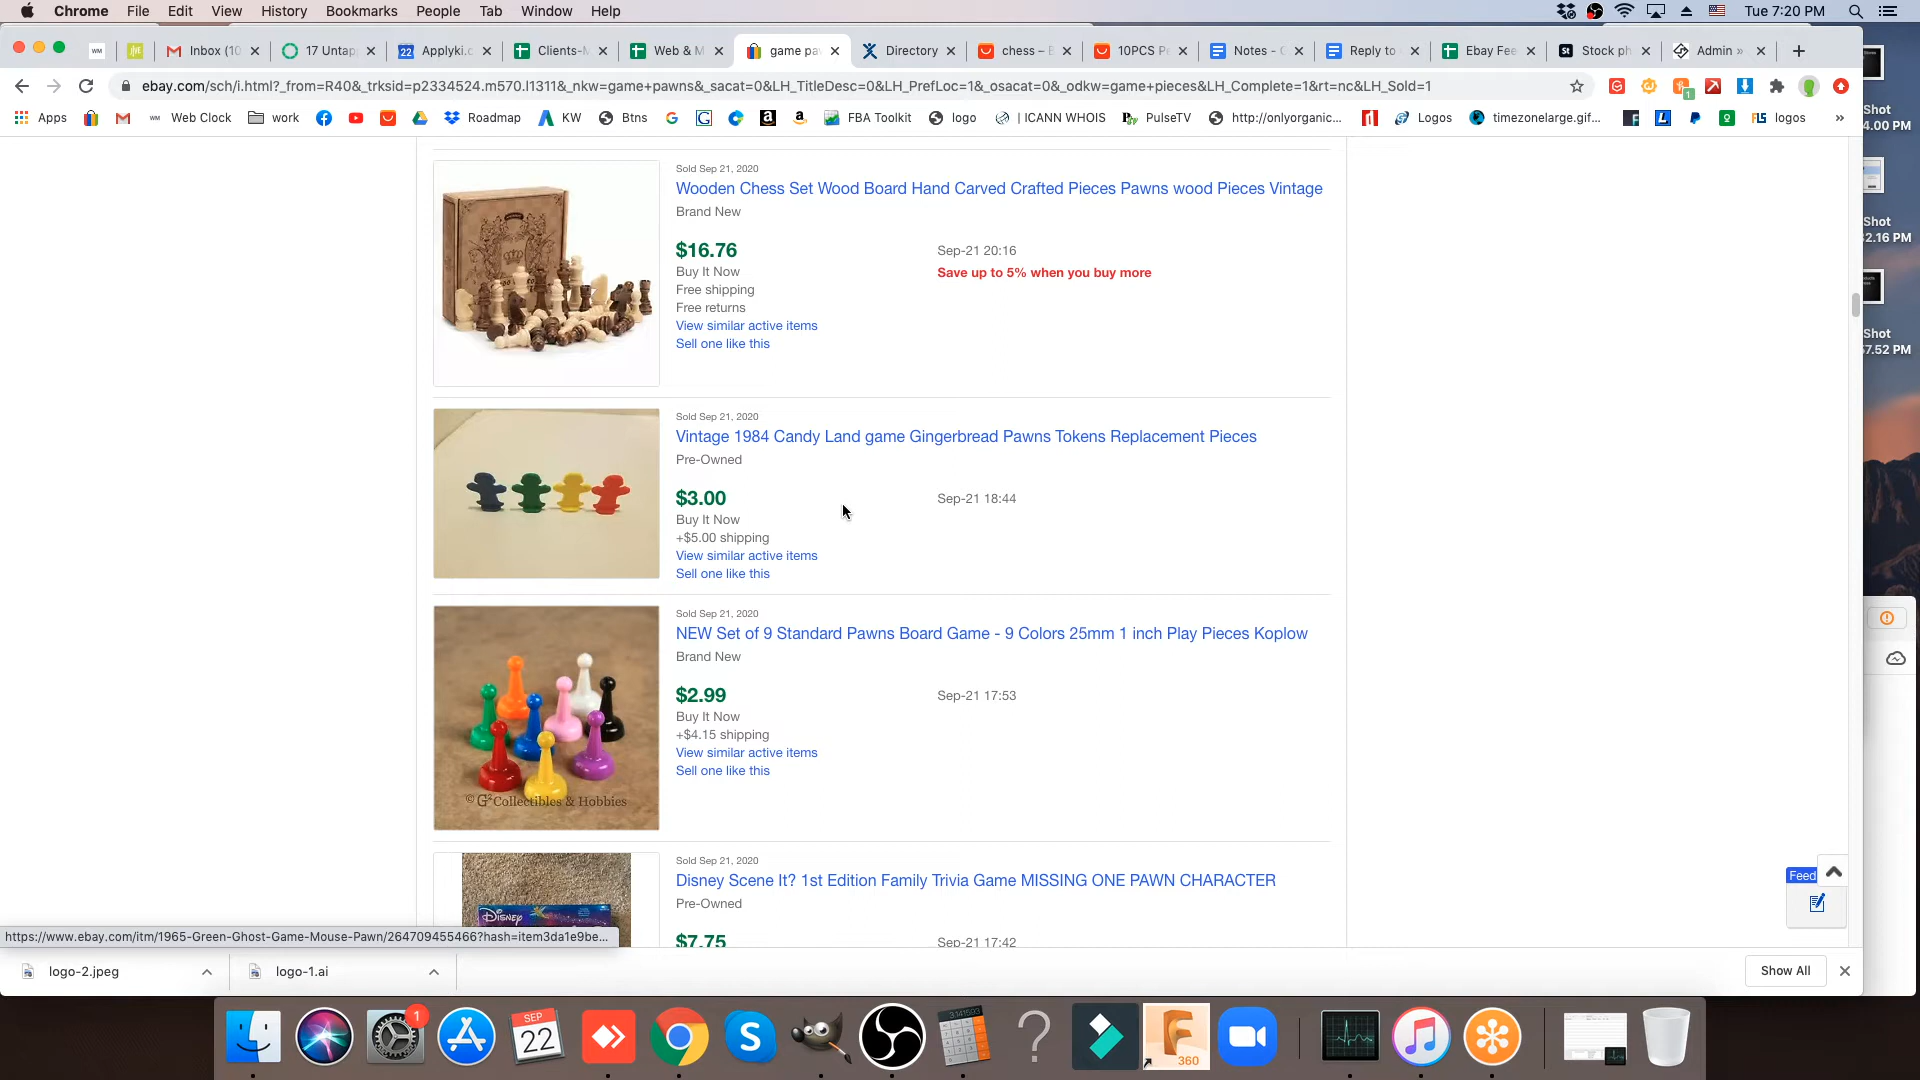 Chrome File Edit View History Bookmarks People Tab Window Help Tue 7:20 PM
WM LIVE Inbox (10 17 Untap 22 Applyki.c Clients-M Web & M game pa Directory chess – E 10PCS Pe Notes - G Reply to Ebay Fee St Stock ph Admin »
ebay.com/sch/i.html?_from=R40&_trksid=p2334524.m570.l1311&_nkw=game+pawns&_sacat=0&LH_TitleDesc=0&LH_PrefLoc=1&_osacat=0&_odkw=game+pieces&LH_Complete=1&rt=nc&LH_Sold=1
Apps WM Web Clock work Roadmap KW Btns FBA Toolkit logo | ICANN WHOIS PulseTV http://onlyorganic... Logos timezonelarge.gif... logos »
Shot
4.00 PM
Shot
2.16 PM
Shot
7.52 PM
Sold Sep 21, 2020
Wooden Chess Set Wood Board Hand Carved Crafted Pieces Pawns wood Pieces Vintage
Brand New
$16.76 Sep-21 20:16
Buy It Now Save up to 5% when you buy more
Free shipping
Free returns
View similar active items
Sell one like this
Sold Sep 21, 2020
Vintage 1984 Candy Land game Gingerbread Pawns Tokens Replacement Pieces
Pre-Owned
$3.00 Sep-21 18:44
Buy It Now
+$5.00 shipping
View similar active items
Sell one like this
Sold Sep 21, 2020
NEW Set of 9 Standard Pawns Board Game - 9 Colors 25mm 1 inch Play Pieces Koplow
Brand New
$2.99 Sep-21 17:53
Buy It Now
+$4.15 shipping
View similar active items
Sell one like this
© G² Collectibles & Hobbies
Sold Sep 21, 2020
Disney Scene It? 1st Edition Family Trivia Game MISSING ONE PAWN CHARACTER
Pre-Owned
$7.75 Sep-21 17:42
DISNEY
Feed
https://www.ebay.com/itm/1965-Green-Ghost-Game-Mouse-Pawn/264709455466?hash=item3da1e9be...
logo-2.jpeg logo-1.ai Show All
1
SEP
22
S
3.141593
?
F
360